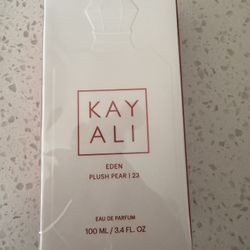 KAY
ALI
EDEN
PLUSH PEAR | 23
EAU DE PARFUM
100 ML / 3.4 FL. OZ